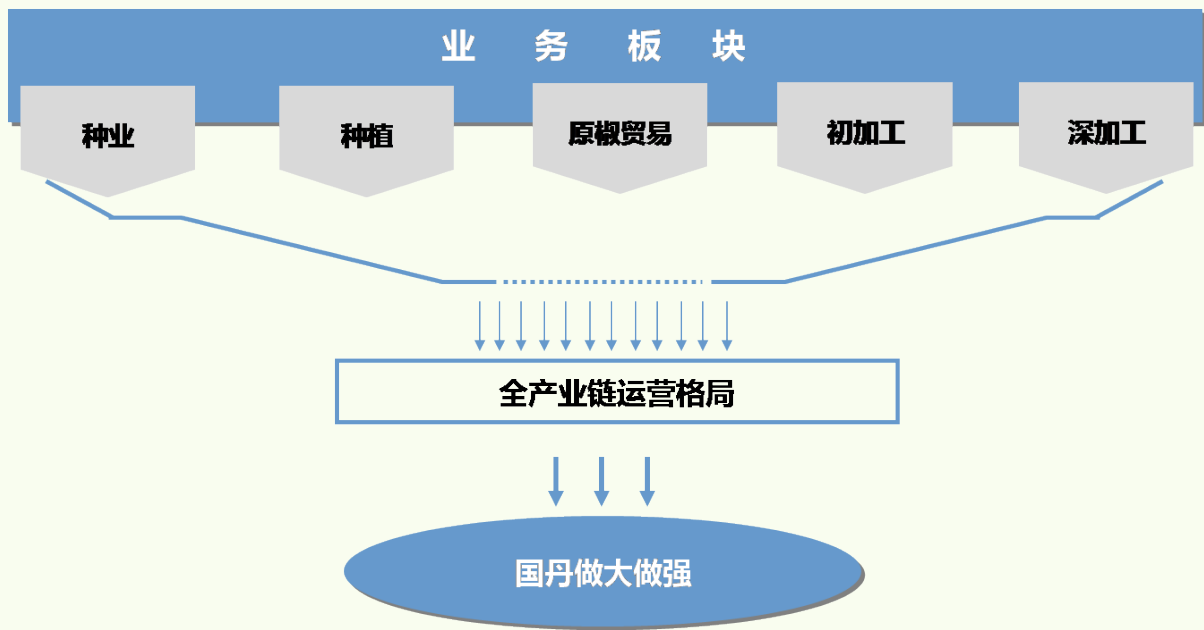 业务板块
种业
种植
原椒贸易
初加工
深加工
全产业链运营格局
国丹做大做强